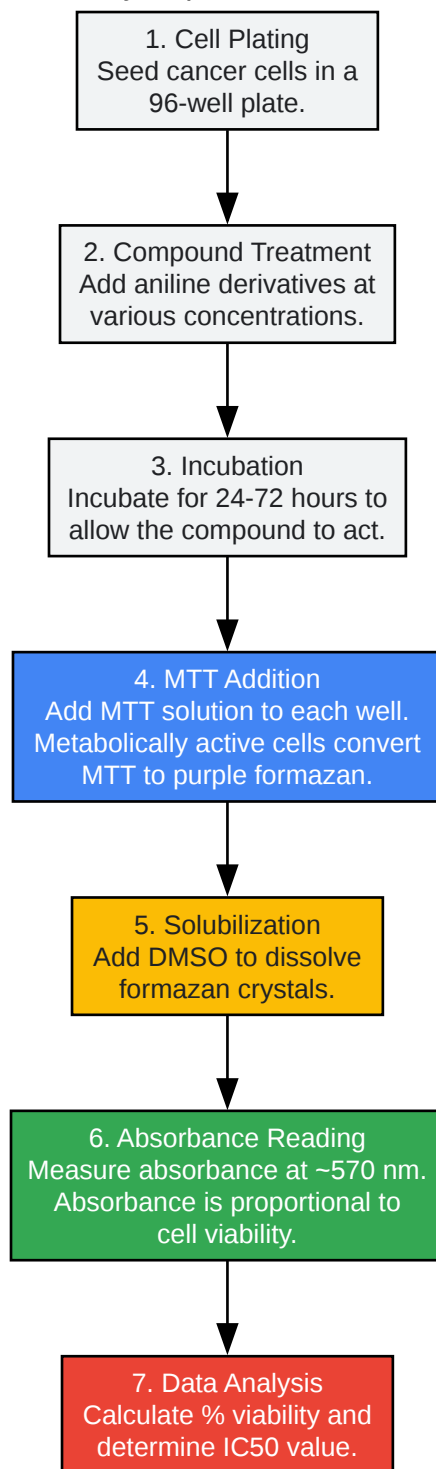 1. Cell Plating
Seed cancer cells in a
96-well plate.
2. Compound Treatment
Add aniline derivatives at
various concentrations.
3. Incubation
Incubate for 24-72 hours to
allow the compound to act.
4. MTT Addition
Add MTT solution to each well.
Metabolically active cells convert
MTT to purple formazan.
5. Solubilization
Add DMSO to dissolve
formazan crystals.
6. Absorbance Reading
Measure absorbance at ~570 nm.
Absorbance is proportional to
cell viability.
7. Data Analysis
Calculate % viability and
determine IC50 value.